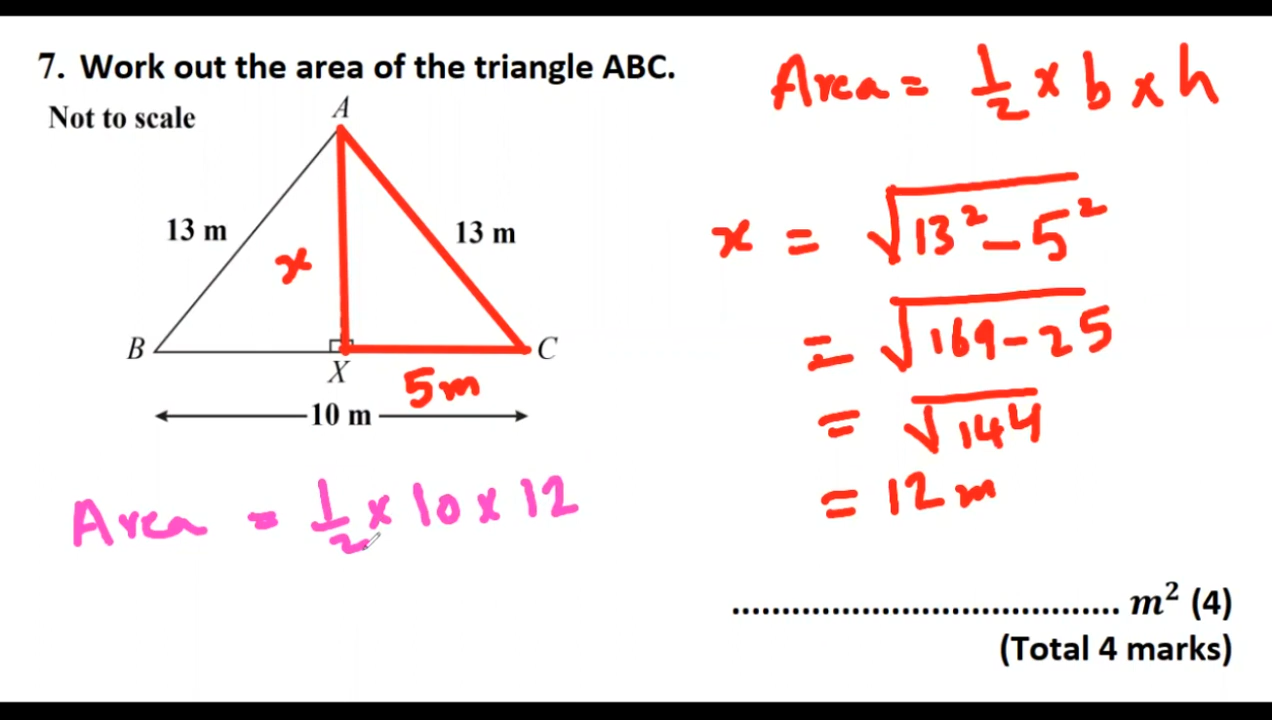 7. Work out the area of the triangle ABC.
Not to scale
A
13 m
13 m
x
B
X
C
5m
10 m
Area = 1/2 x b x h
x = √13² - 5²
= √169 - 25
= √144
= 12 m
Area = 1/2 x 10 x 12
........................................ m² (4)
(Total 4 marks)